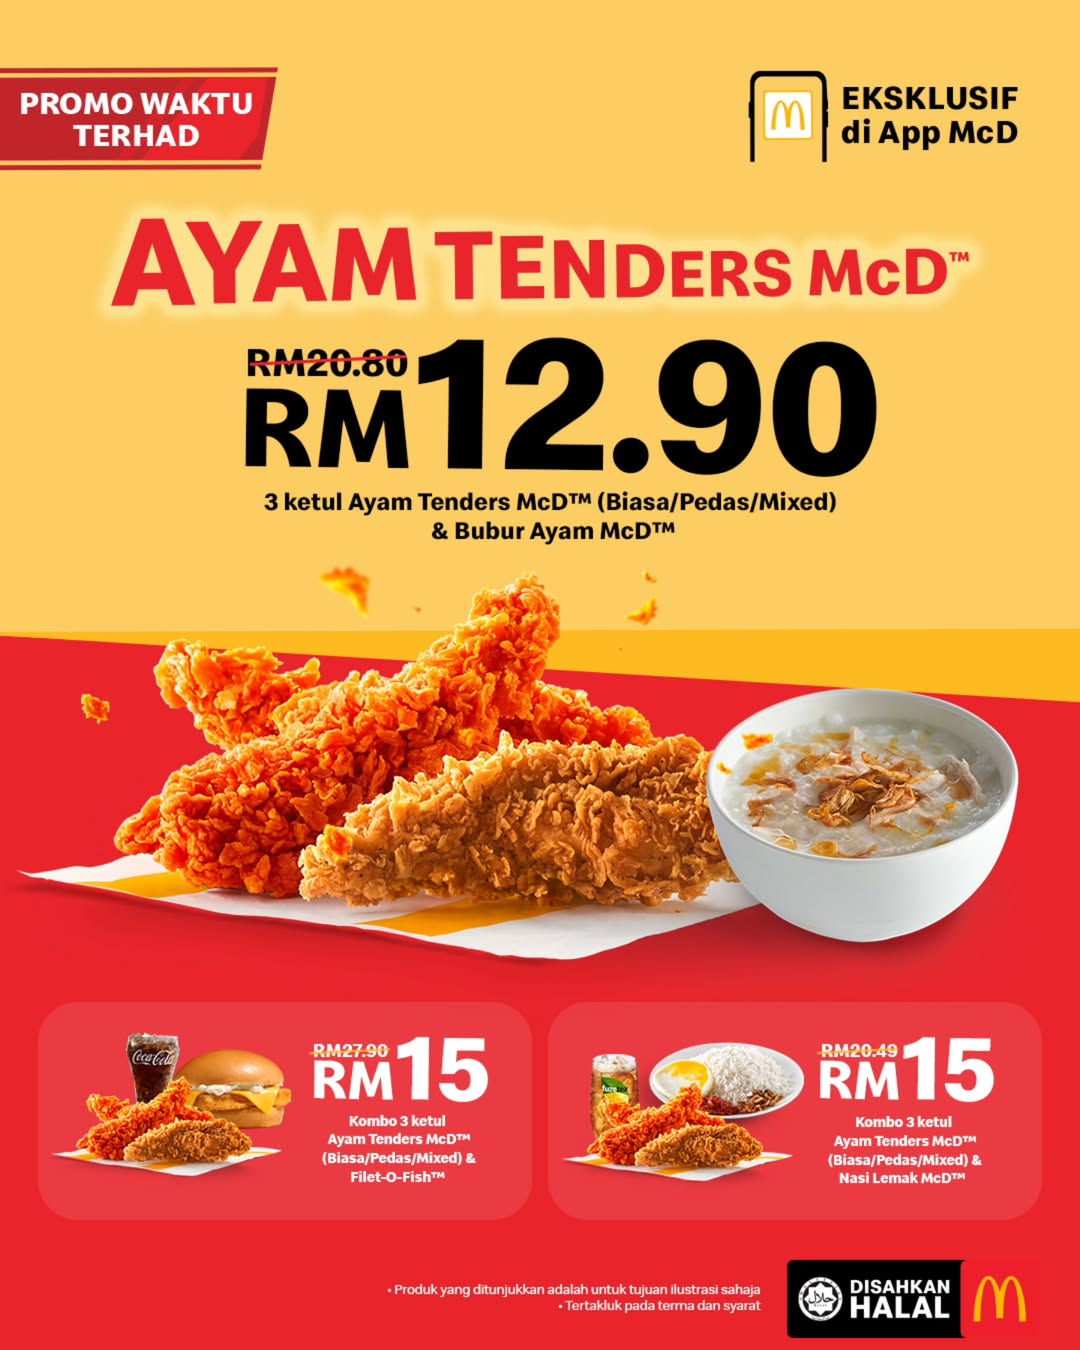 PROMO WAKTU
TERHAD
EKSKLUSIF
di App McD
AYAM TENDERS McD™
RM20.80
RM12.90
3 ketul Ayam Tenders McD™ (Biasa/Pedas/Mixed)
& Bubur Ayam McD™
Coca-Cola
RM27.90
RM15
Kombo 3 ketul
Ayam Tenders McD™
(Biasa/Pedas/Mixed) &
Filet-O-Fish™
fuze
RM20.49
RM15
Kombo 3 ketul
Ayam Tenders McD™
(Biasa/Pedas/Mixed) &
Nasi Lemak McD™
• Produk yang ditunjukkan adalah untuk tujuan ilustrasi sahaja
• Tertakluk pada terma dan syarat
DISAHKAN
HALAL